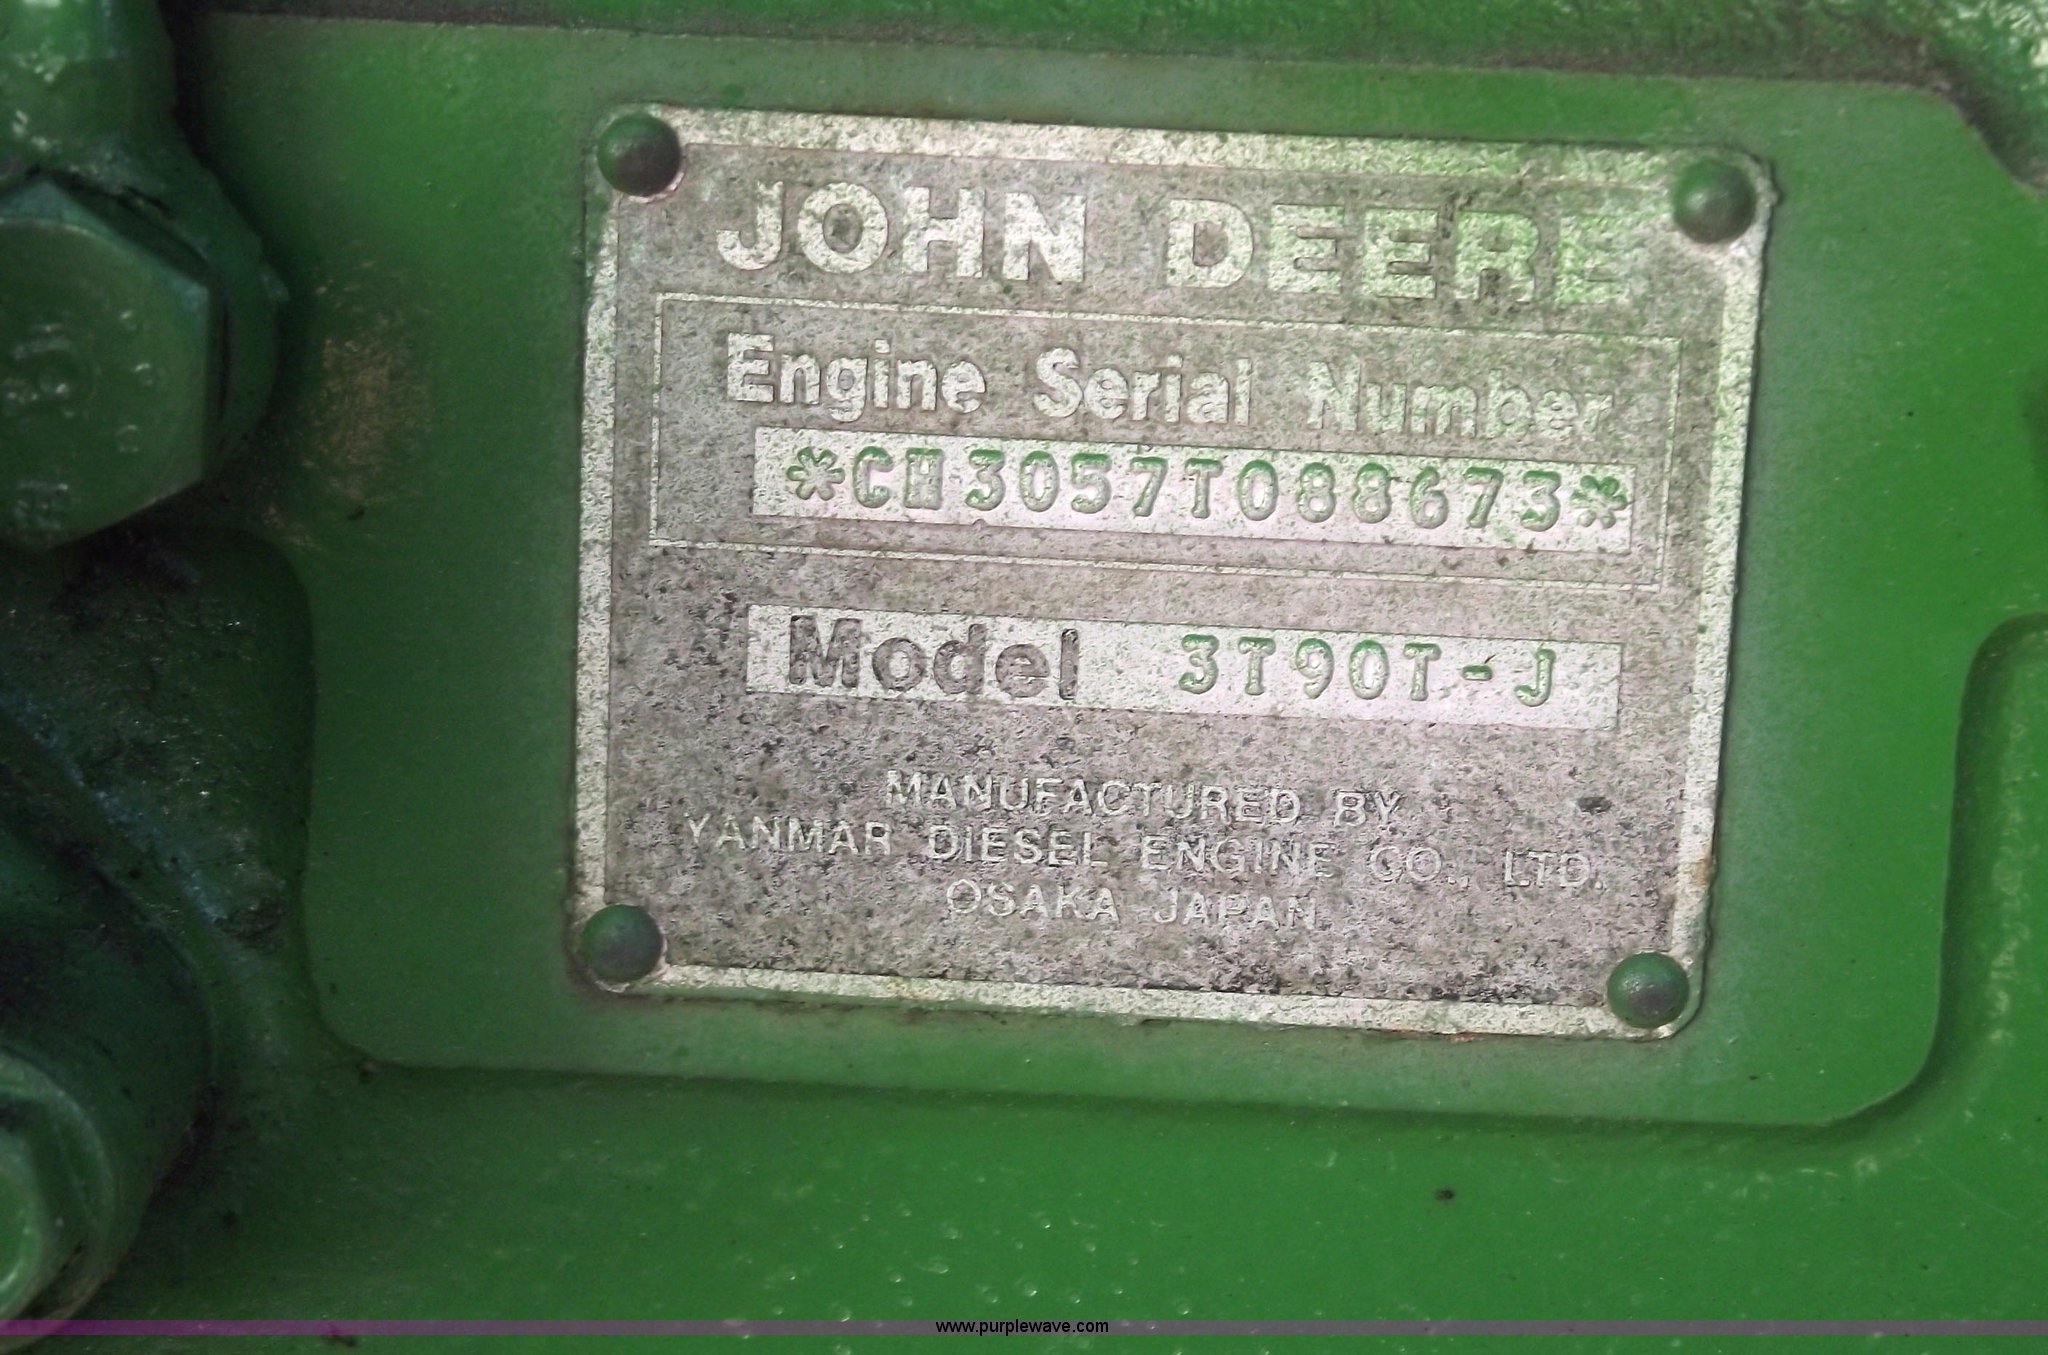 JOHN DEERE
Engine Serial Number
*CH3057T088673*
Model 3T90T-J
MANUFACTURED BY
YANMAR DIESEL ENGINE CO., LTD.
OSAKA JAPAN
www.purplewave.com